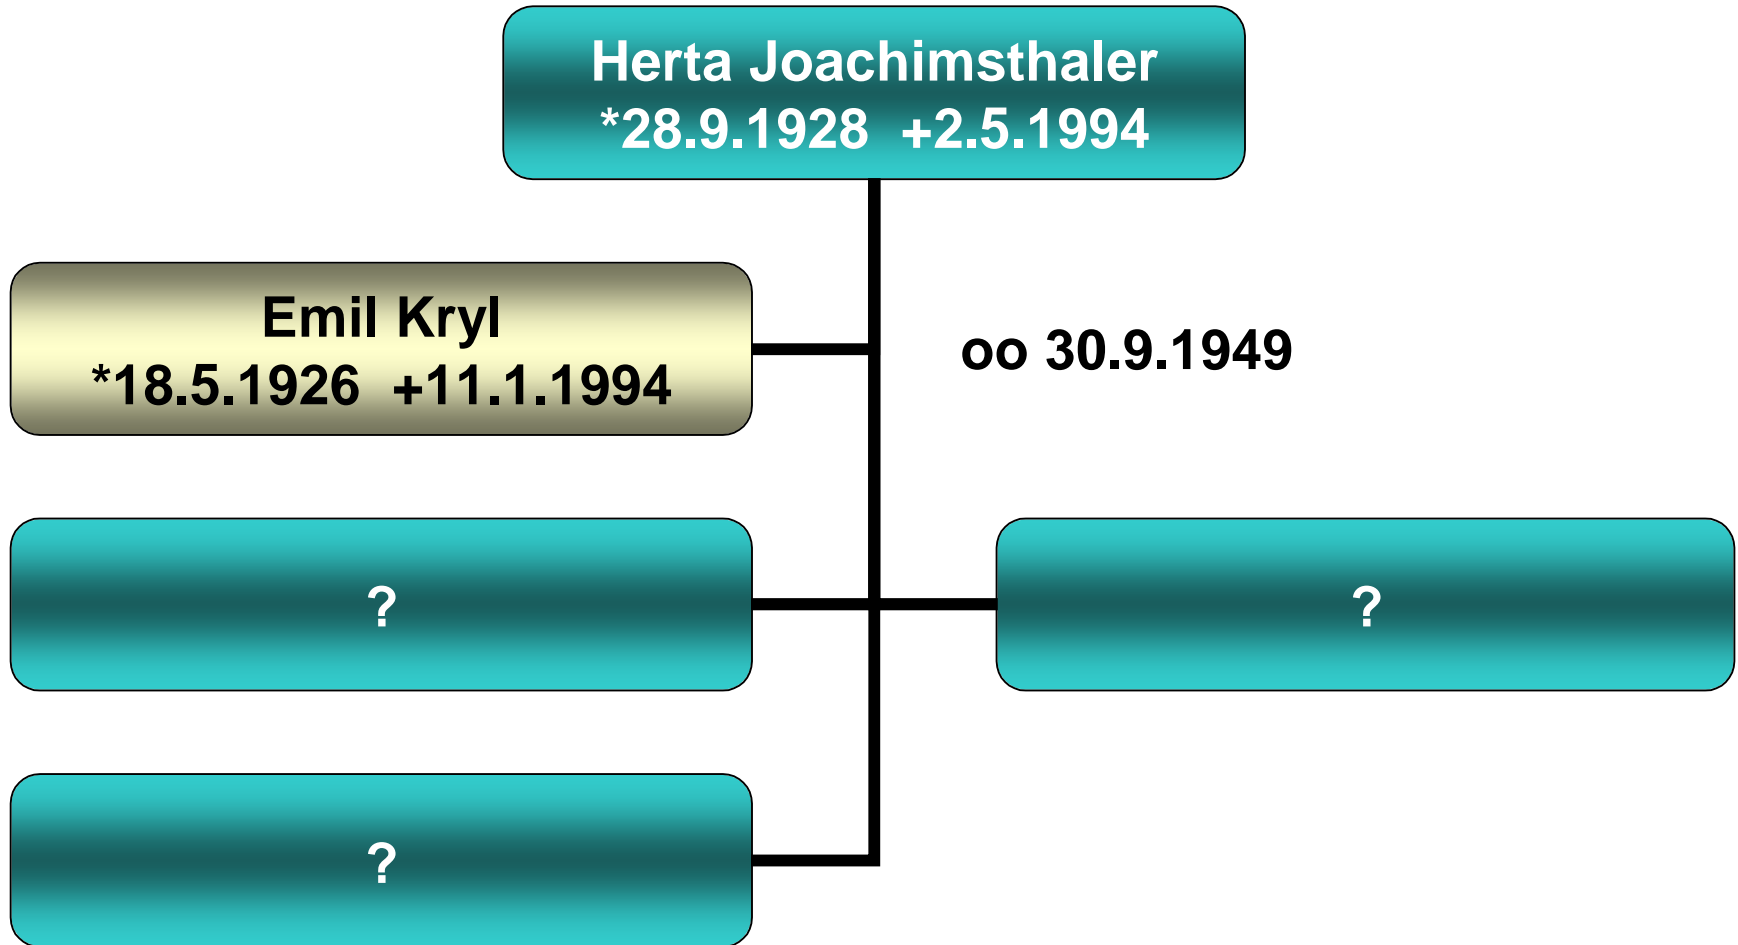 Herta Joachimsthaler
*28.9.1928 +2.5.1994
Emil Kryl
*18.5.1926 +11.1.1994
oo 30.9.1949
?
?
?